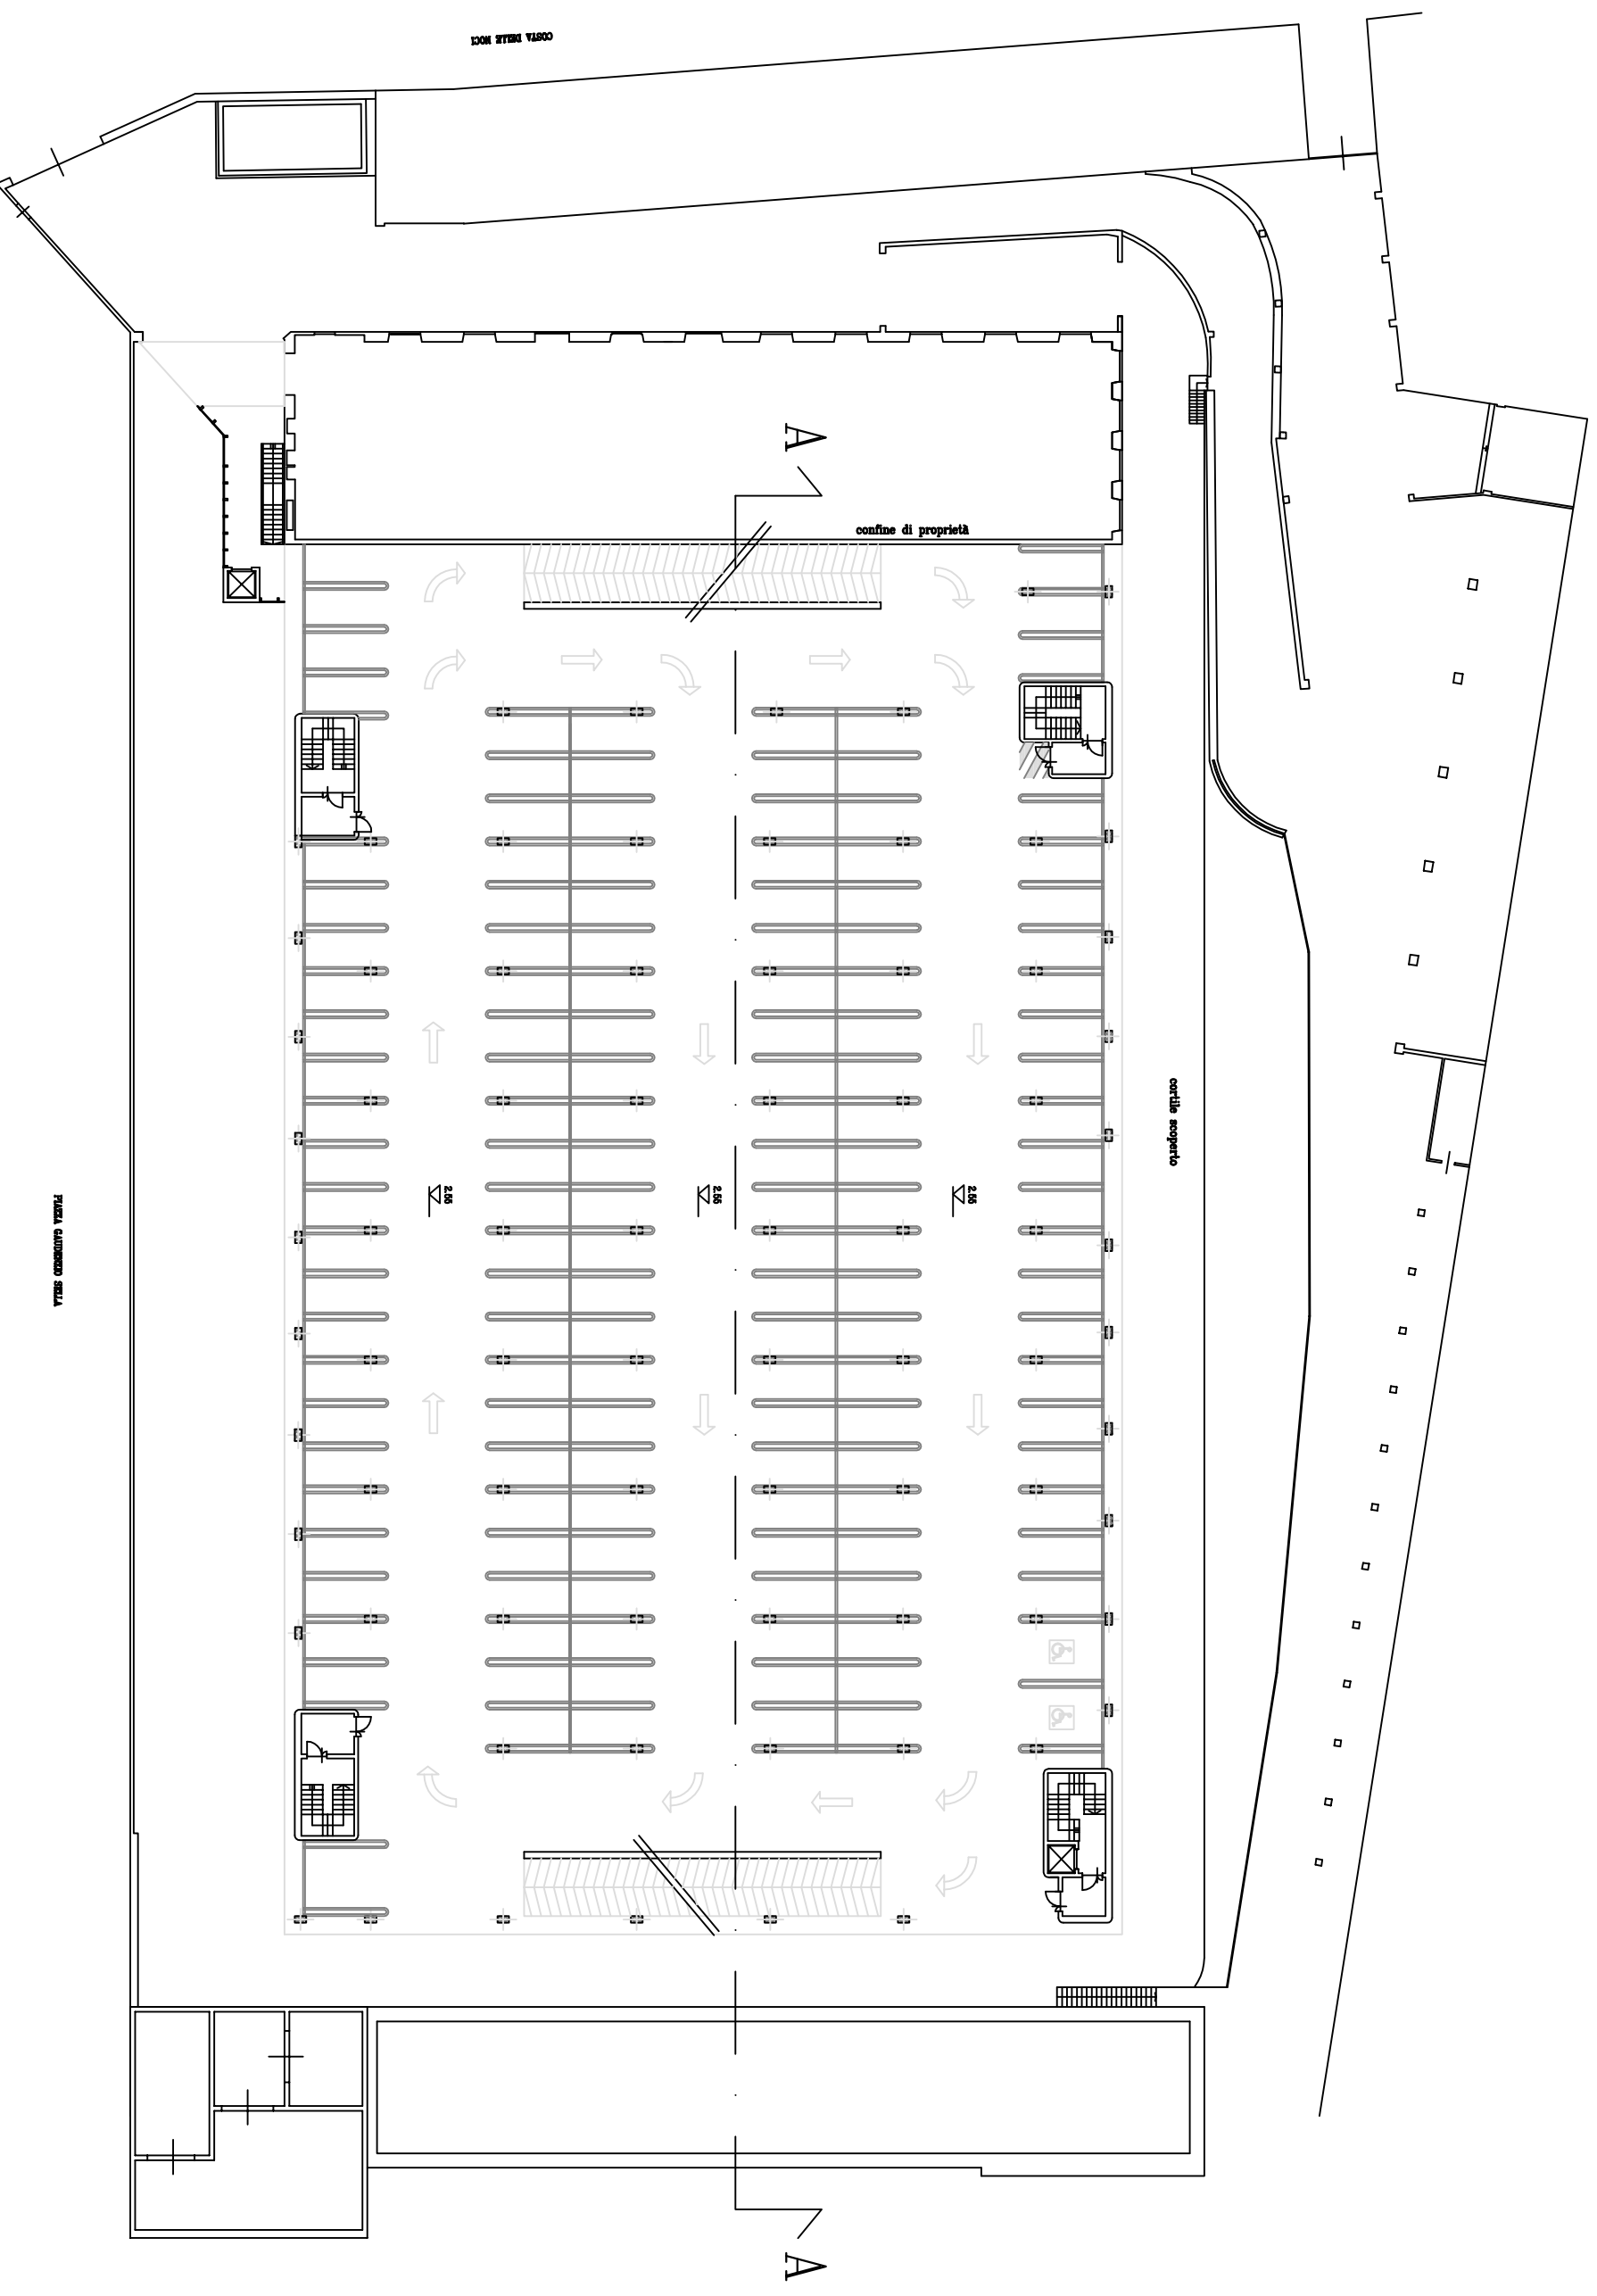 COSTA DELLE NOCI
A
confine di proprietà
cortile scoperto
2.55
2.55
2.55
PIAZZA GAUDENZIO SELLA
A